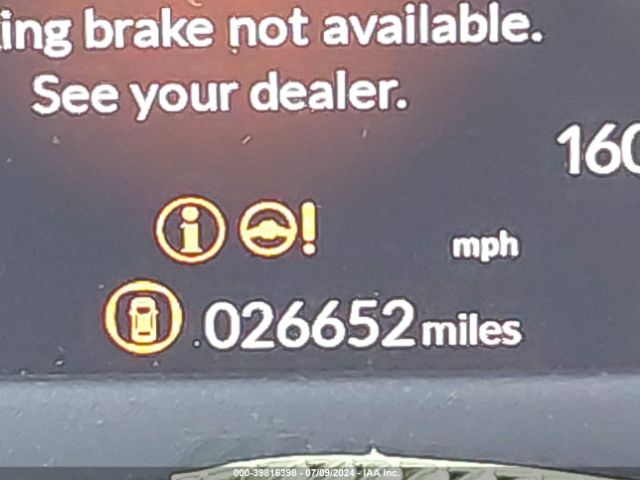 ing brake not available.
See your dealer.
160
mph
026652 miles
000-39816398 - 07/09/2024 - IAA Inc.